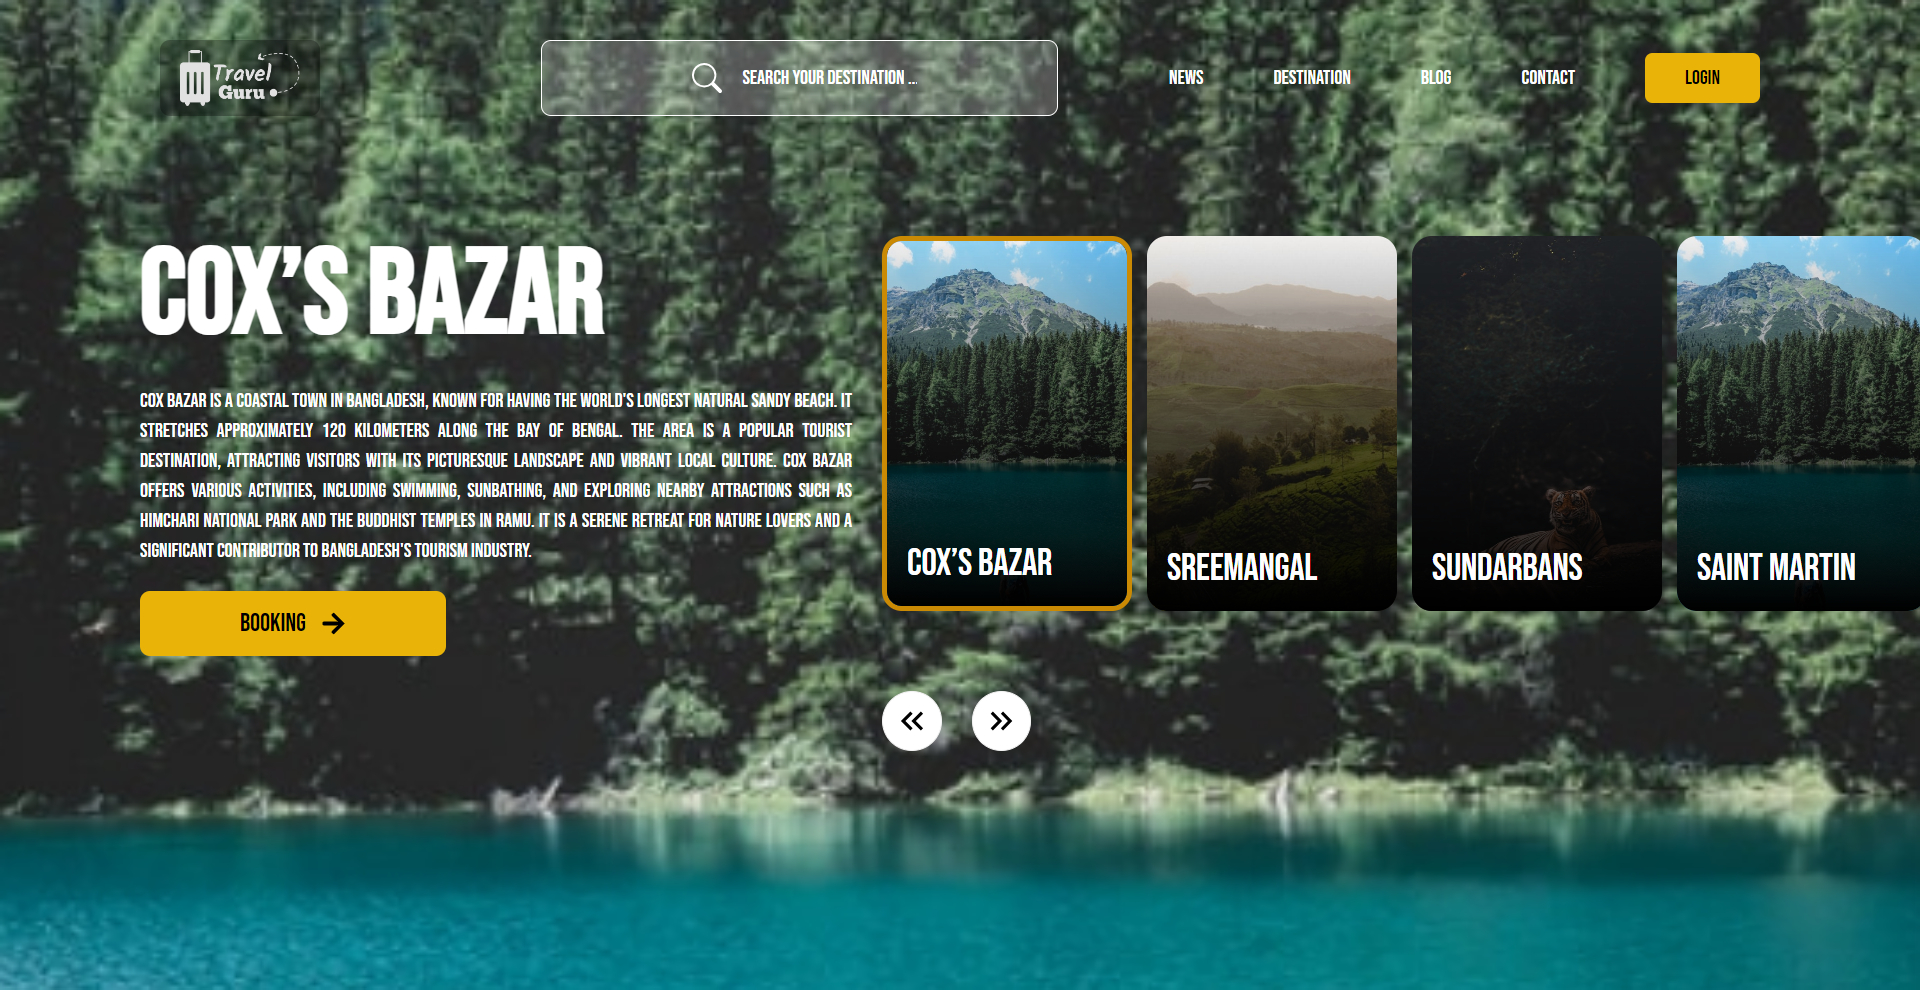 Travel
Guru
SEARCH YOUR DESTINATION ...
NEWS
DESTINATION
BLOG
CONTACT
LOGIN
COX’S BAZAR
COX BAZAR IS A COASTAL TOWN IN BANGLADESH, KNOWN FOR HAVING THE WORLD'S LONGEST NATURAL SANDY BEACH. IT
STRETCHES APPROXIMATELY 120 KILOMETERS ALONG THE BAY OF BENGAL. THE AREA IS A POPULAR TOURIST
DESTINATION, ATTRACTING VISITORS WITH ITS PICTURESQUE LANDSCAPE AND VIBRANT LOCAL CULTURE. COX BAZAR
OFFERS VARIOUS ACTIVITIES, INCLUDING SWIMMING, SUNBATHING, AND EXPLORING NEARBY ATTRACTIONS SUCH AS
HIMCHARI NATIONAL PARK AND THE BUDDHIST TEMPLES IN RAMU. IT IS A SERENE RETREAT FOR NATURE LOVERS AND A
SIGNIFICANT CONTRIBUTOR TO BANGLADESH'S TOURISM INDUSTRY.
BOOKING
COX’S BAZAR
SREEMANGAL
SUNDARBANS
SAINT MARTIN